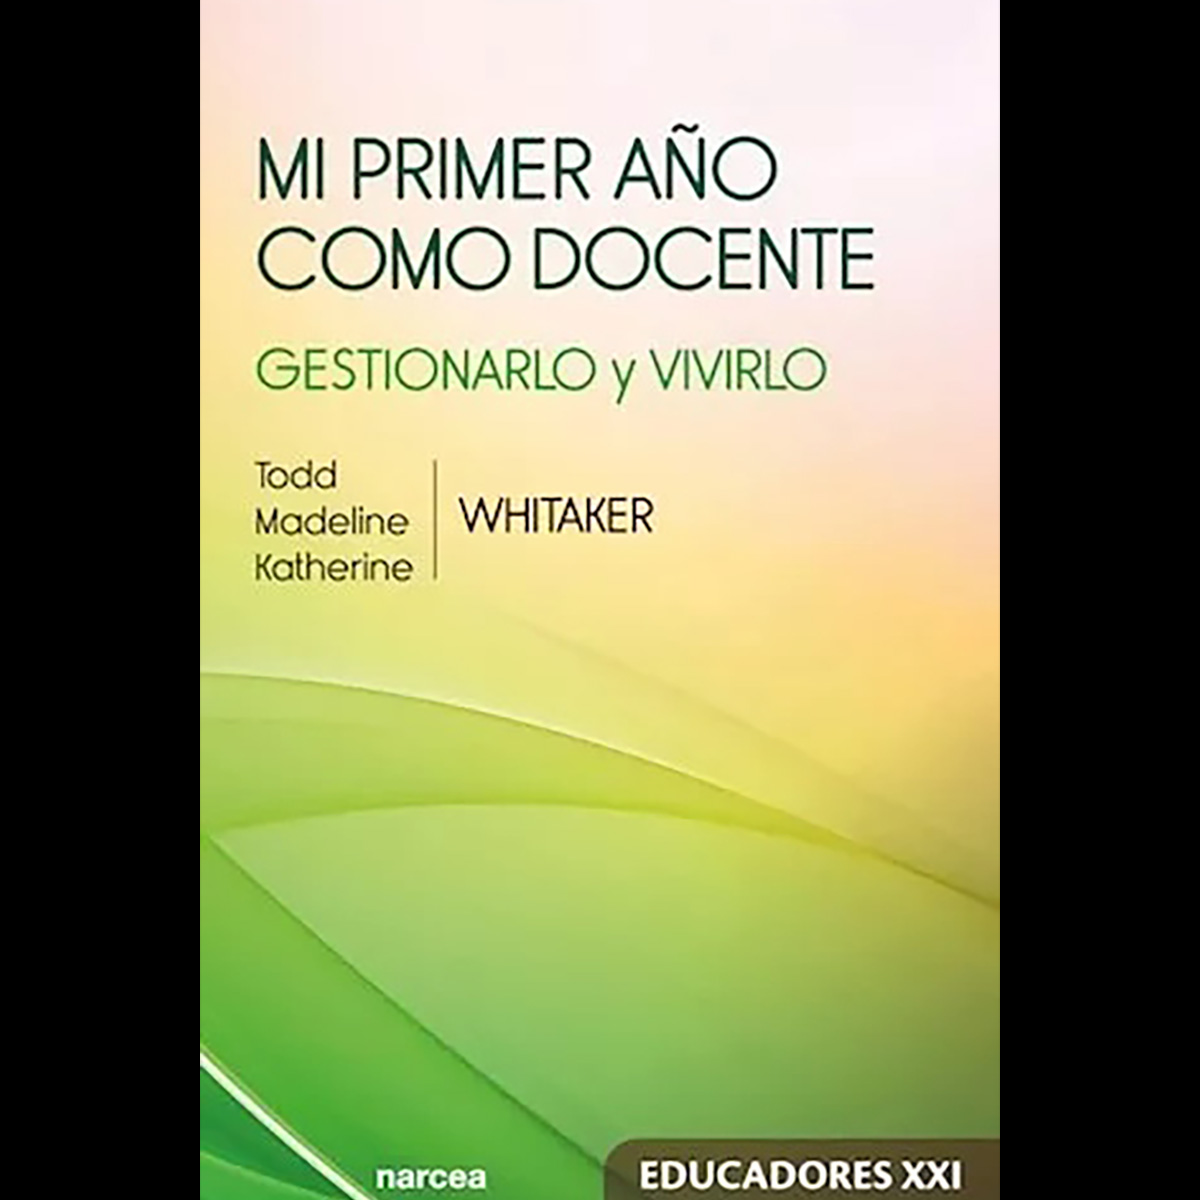 MI PRIMER AÑO
COMO DOCENTE
GESTIONARLO y VIVIRLO
Todd
Madeline
Katherine
WHITAKER
narcea
EDUCADORES XXI